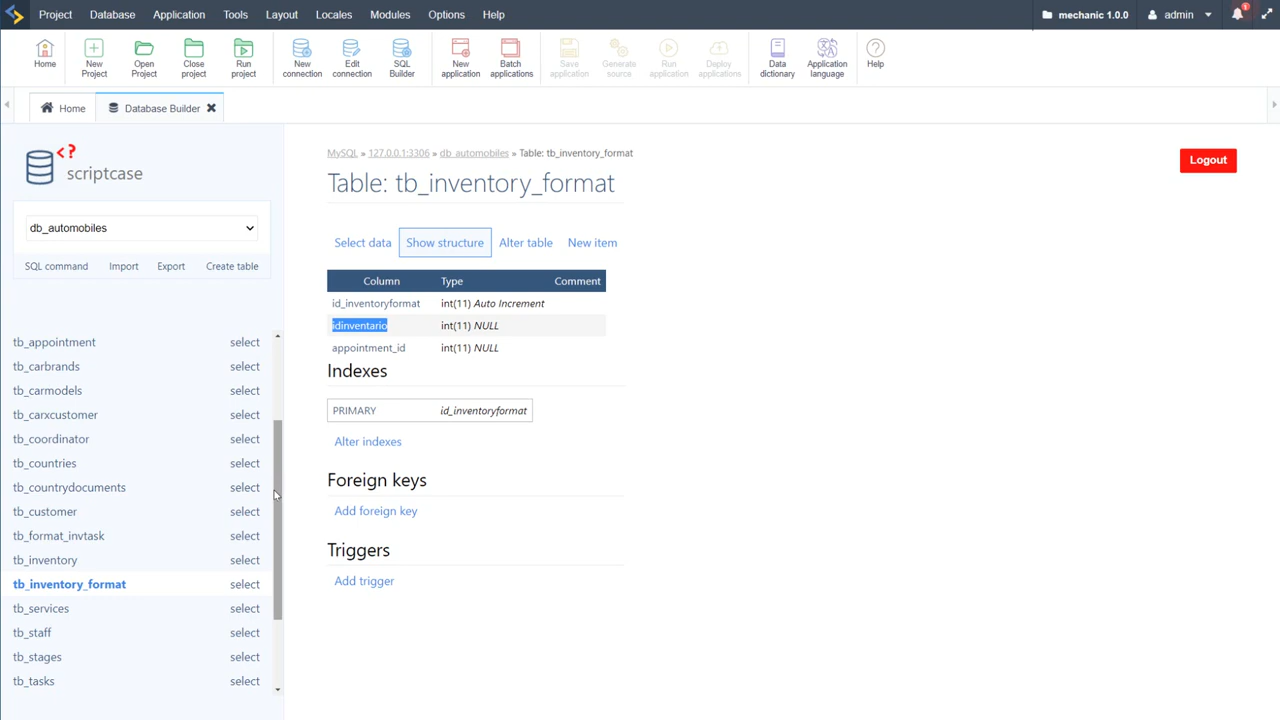 Project Database Application Tools Layout Locales Modules Options Help mechanic 1.0.0 admin 1
Home New Project Open Project Close project Run project New connection Edit connection SQL Builder New application Batch applications Save application Generate source Run application Deploy applications Data dictionary Application language Help
Home Database Builder
<? scriptcase
db_automobiles
SQL command Import Export Create table
tb_appointment select
tb_carbrands select
tb_carmodels select
tb_carxcustomer select
tb_coordinator select
tb_countries select
tb_countrydocuments select
tb_customer select
tb_format_invtask select
tb_inventory select
tb_inventory_format select
tb_services select
tb_staff select
tb_stages select
tb_tasks select
MySQL » 127.0.0.1:3306 » db_automobiles » Table: tb_inventory_format
Logout
Table: tb_inventory_format
Select data Show structure Alter table New item
Column Type Comment
id_inventoryformat int(11) Auto Increment
idinventario int(11) NULL
appointment_id int(11) NULL
Indexes
PRIMARY id_inventoryformat
Alter indexes
Foreign keys
Add foreign key
Triggers
Add trigger